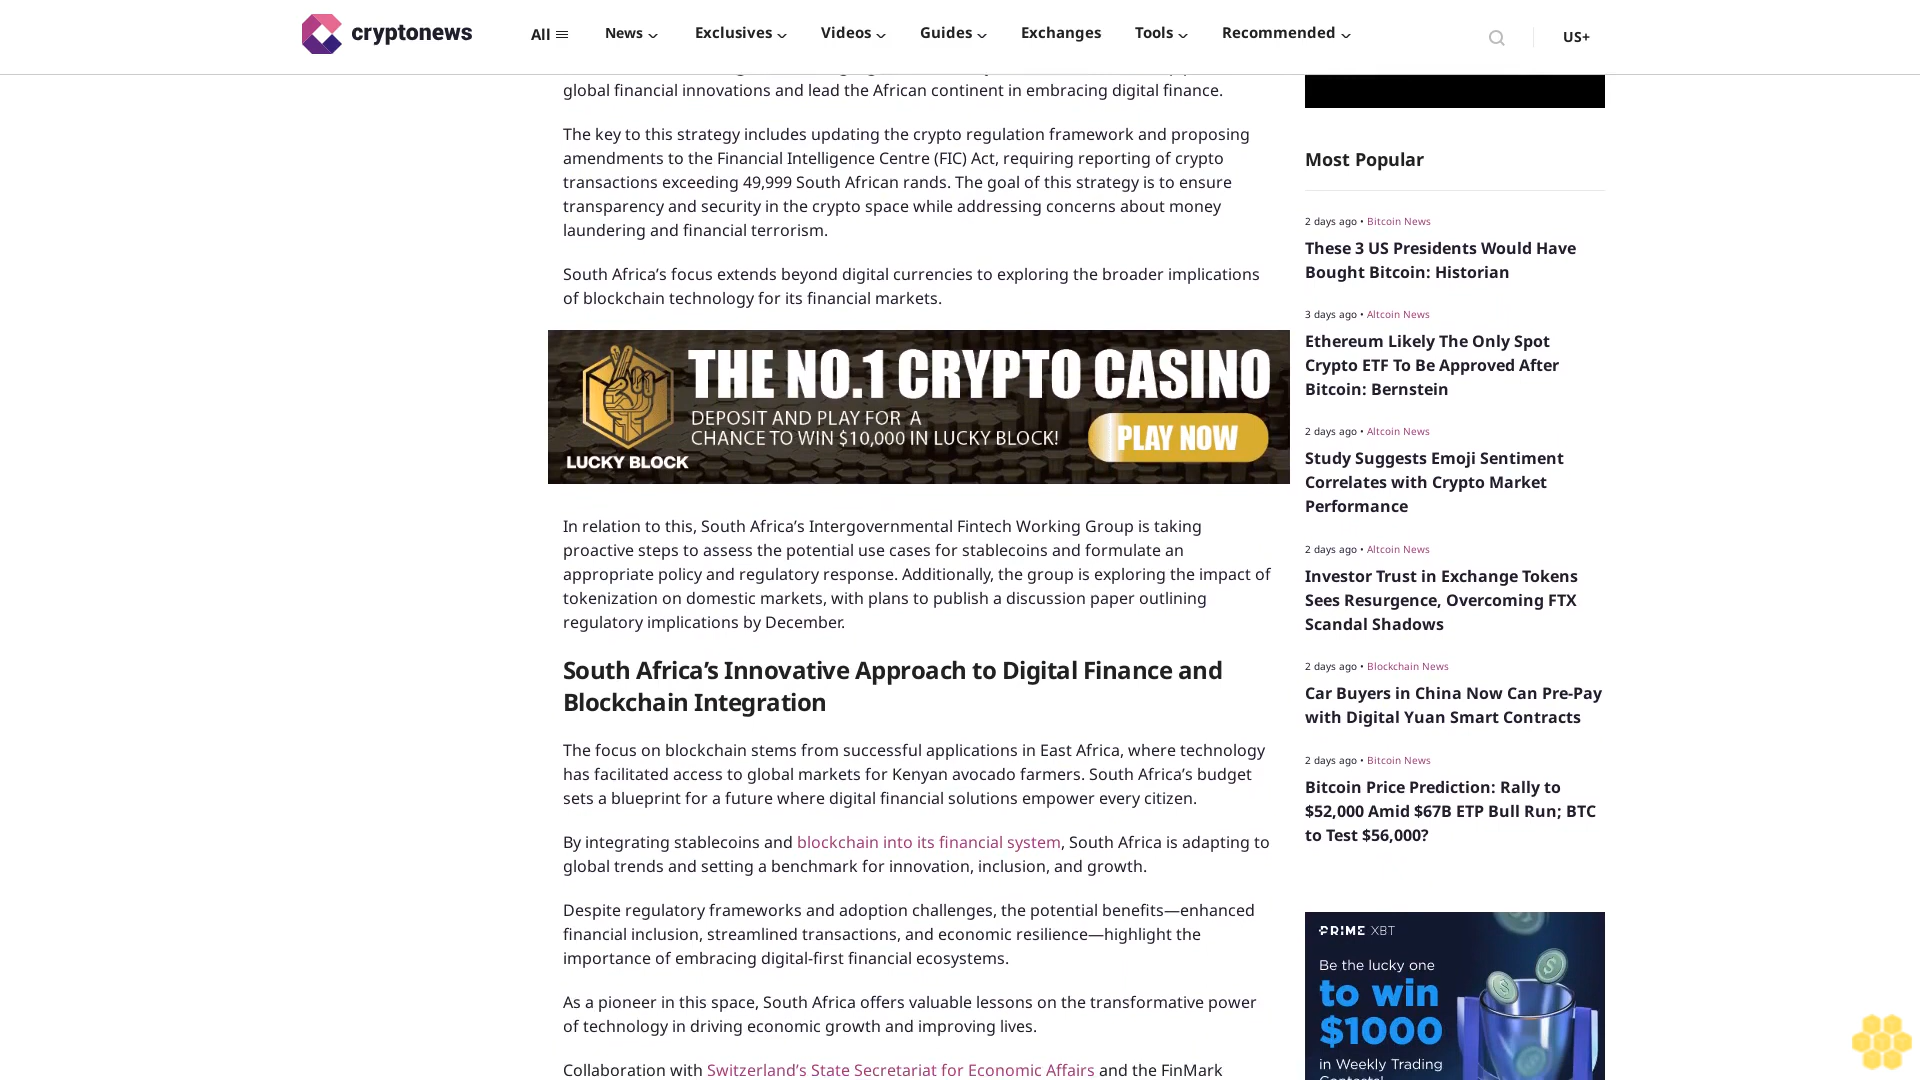 cryptonews
All
News
Exclusives
Videos
Guides
Exchanges
Tools
Recommended
US+
global financial innovations and lead the African continent in embracing digital finance.
The key to this strategy includes updating the crypto regulation framework and proposing
amendments to the Financial Intelligence Centre (FIC) Act, requiring reporting of crypto
transactions exceeding 49,999 South African rands. The goal of this strategy is to ensure
transparency and security in the crypto space while addressing concerns about money
laundering and financial terrorism.
South Africa’s focus extends beyond digital currencies to exploring the broader implications
of blockchain technology for its financial markets.
THE NO.1 CRYPTO CASINO
DEPOSIT AND PLAY FOR A
CHANCE TO WIN $10,000 IN LUCKY BLOCK!
PLAY NOW
LUCKY BLOCK
In relation to this, South Africa’s Intergovernmental Fintech Working Group is taking
proactive steps to assess the potential use cases for stablecoins and formulate an
appropriate policy and regulatory response. Additionally, the group is exploring the impact of
tokenization on domestic markets, with plans to publish a discussion paper outlining
regulatory implications by December.
South Africa’s Innovative Approach to Digital Finance and
Blockchain Integration
The focus on blockchain stems from successful applications in East Africa, where technology
has facilitated access to global markets for Kenyan avocado farmers. South Africa’s budget
sets a blueprint for a future where digital financial solutions empower every citizen.
By integrating stablecoins and blockchain into its financial system, South Africa is adapting to
global trends and setting a benchmark for innovation, inclusion, and growth.
Despite regulatory frameworks and adoption challenges, the potential benefits—enhanced
financial inclusion, streamlined transactions, and economic resilience—highlight the
importance of embracing digital-first financial ecosystems.
As a pioneer in this space, South Africa offers valuable lessons on the transformative power
of technology in driving economic growth and improving lives.
Collaboration with Switzerland’s State Secretariat for Economic Affairs and the FinMark
Most Popular
2 days ago • Bitcoin News
These 3 US Presidents Would Have
Bought Bitcoin: Historian
3 days ago • Altcoin News
Ethereum Likely The Only Spot
Crypto ETF To Be Approved After
Bitcoin: Bernstein
2 days ago • Altcoin News
Study Suggests Emoji Sentiment
Correlates with Crypto Market
Performance
2 days ago • Altcoin News
Investor Trust in Exchange Tokens
Sees Resurgence, Overcoming FTX
Scandal Shadows
2 days ago • Blockchain News
Car Buyers in China Now Can Pre-Pay
with Digital Yuan Smart Contracts
2 days ago • Bitcoin News
Bitcoin Price Prediction: Rally to
$52,000 Amid $67B ETP Bull Run; BTC
to Test $56,000?
PRIME XBT
Be the lucky one
to win
$1000
in Weekly Trading